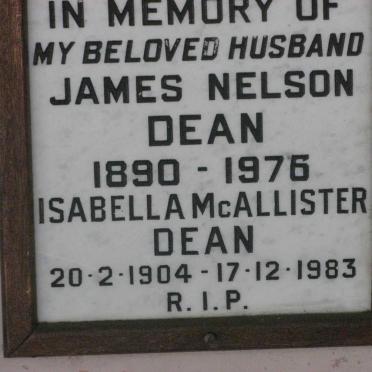 IN MEMORY OF
MY BELOVED HUSBAND
JAMES NELSON
DEAN
1890 - 1976
ISABELLA McALLISTER
DEAN
20·2·1904 - 17·12·1983
R.I.P.